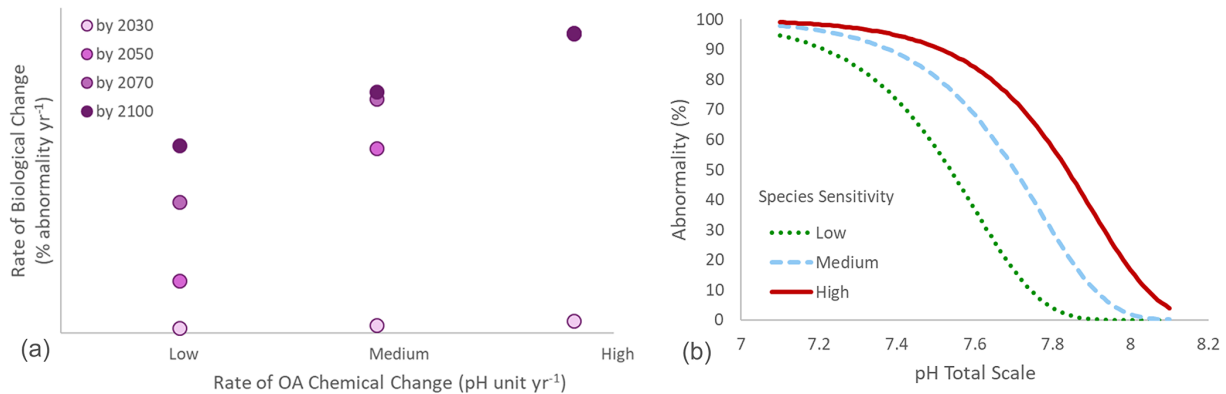 by 2030
by 2050
by 2070
by 2100
Rate of Biological Change
(% abnormality yr⁻¹)
Low
Medium
High
Rate of OA Chemical Change (pH unit yr⁻¹)
(a)
100
90
80
70
60
50
40
30
20
10
0
Abnormality (%)
Species Sensitivity
Low
Medium
High
7
7.2
7.4
7.6
7.8
8
8.2
pH Total Scale
(b)